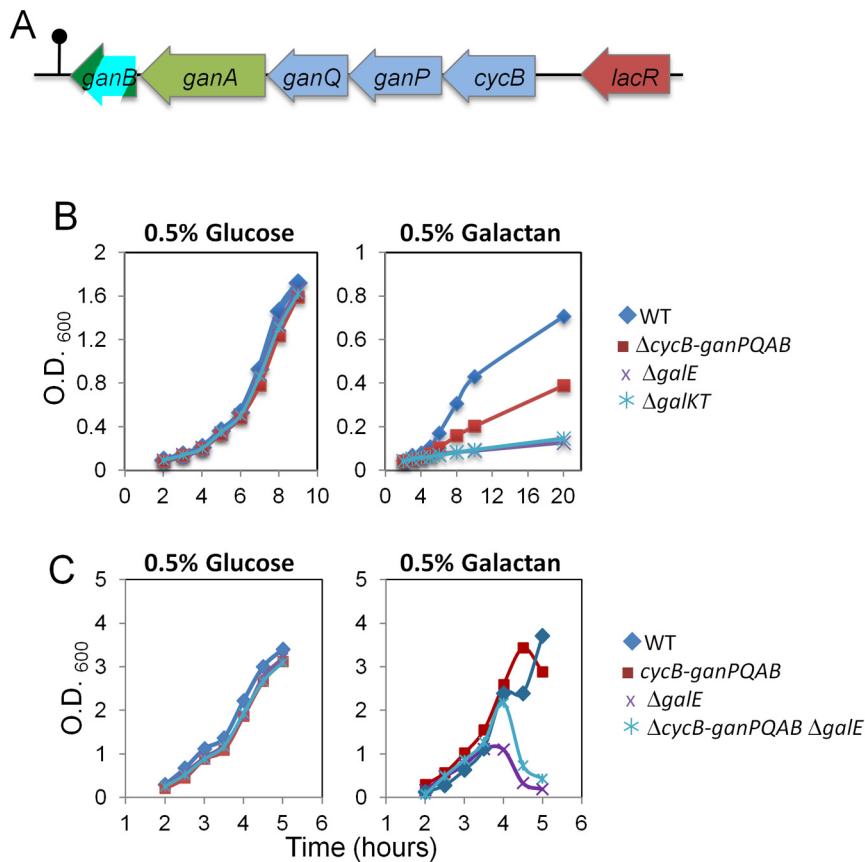 A
ganB ganA ganQ ganP cycB lacR
B
0.5% Glucose 0.5% Galactan
O.D. 600
2
1.6
1.2
0.8
0.4
0
0 2 4 6 8 10
1
0.8
0.6
0.4
0.2
0
0 4 8 12 16 20
WT
ΔcycB-ganPQAB
ΔgalE
ΔgalKT
C
0.5% Glucose 0.5% Galactan
O.D. 600
5
4
3
2
1
0
1 2 3 4 5 6
5
4
3
2
1
0
1 2 3 4 5 6
Time (hours)
WT
cycB-ganPQAB
ΔgalE
ΔcycB-ganPQAB ΔgalE